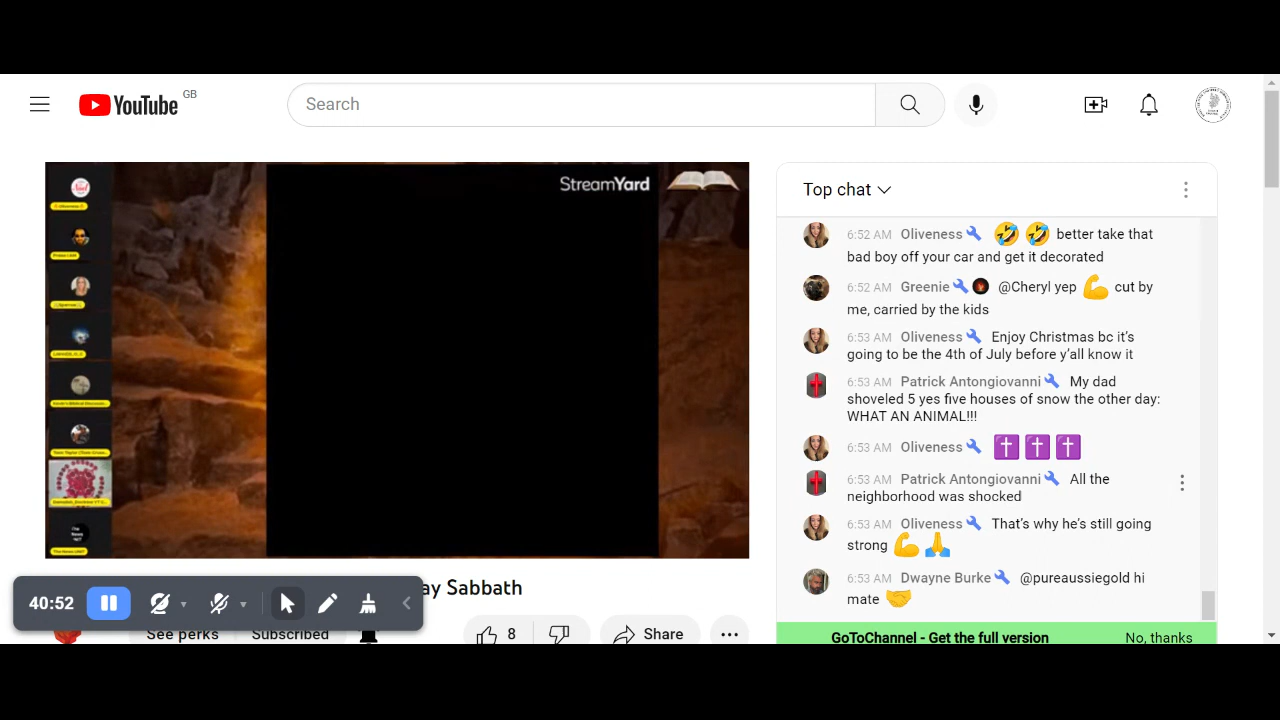 YouTube GB
Search
StreamYard
Top chat
6:52 AM Oliveness 🤣 🤣 better take that
bad boy off your car and get it decorated
6:52 AM Greenie @Cheryl yep 💪 cut by
me, carried by the kids
6:53 AM Oliveness Enjoy Christmas bc it's
going to be the 4th of July before y'all know it
6:53 AM Patrick Antongiovanni My dad
shoveled 5 yes five houses of snow the other day:
WHAT AN ANIMAL!!!
6:53 AM Oliveness ✝️ ✝️ ✝️
6:53 AM Patrick Antongiovanni All the
neighborhood was shocked
6:53 AM Oliveness That's why he's still going
strong 💪 🙏
6:53 AM Dwayne Burke @pureaussiegold hi
mate 🤝
GoToChannel - Get the full version No, thanks
ay Sabbath
40:52
See perks Subscribed 8 Share